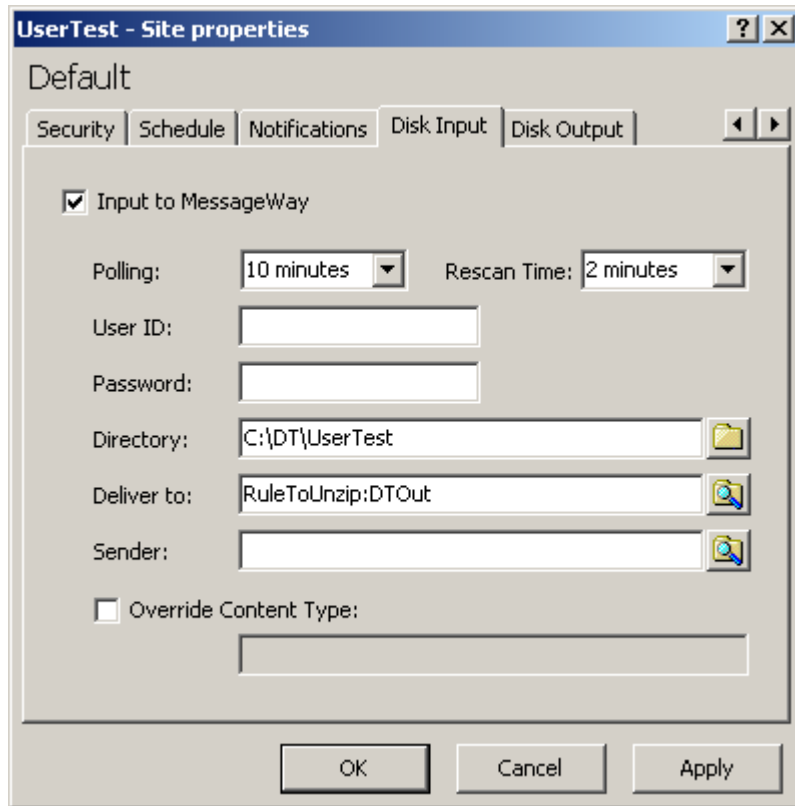 UserTest - Site properties
Default
Security Schedule Notifications Disk Input Disk Output
Input to MessageWay
Polling: 10 minutes Rescan Time: 2 minutes
User ID:
Password:
Directory: C:\DT\UserTest
Deliver to: RuleToUnzip:DTOut
Sender:
Override Content Type:
OK Cancel Apply